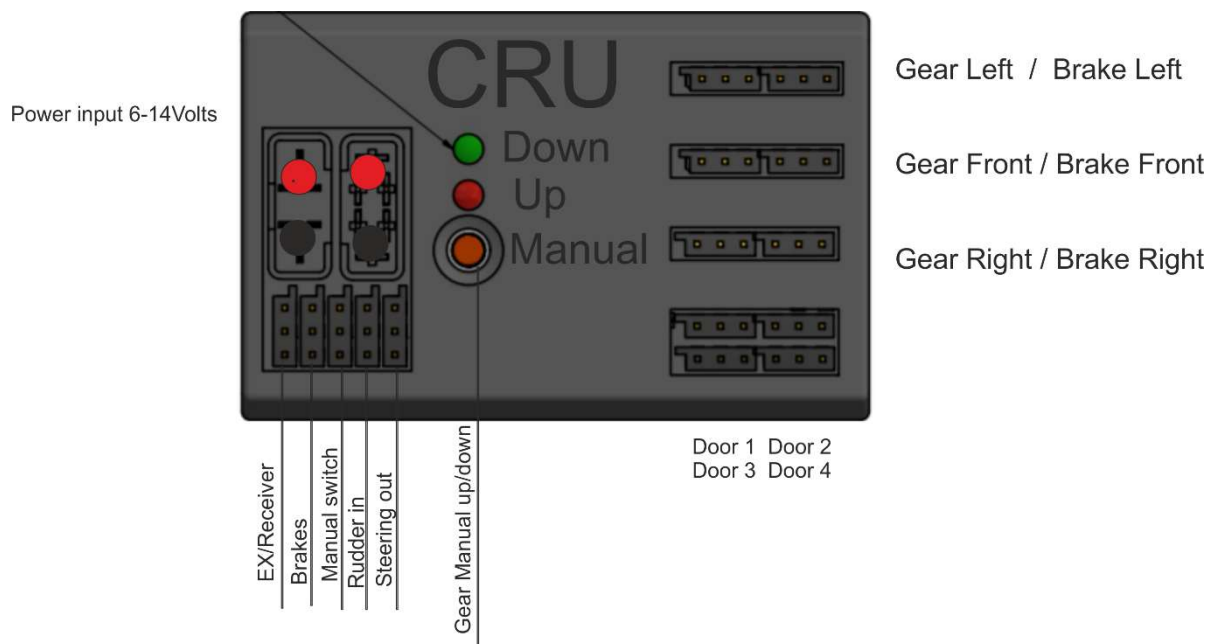 CRU
Gear Left / Brake Left
Power input 6-14Volts
Down
Gear Front / Brake Front
Up
Manual
Gear Right / Brake Right
Door 1 Door 2
Door 3 Door 4
EX/Receiver
Brakes
Manual switch
Rudder in
Steering out
Gear Manual up/down